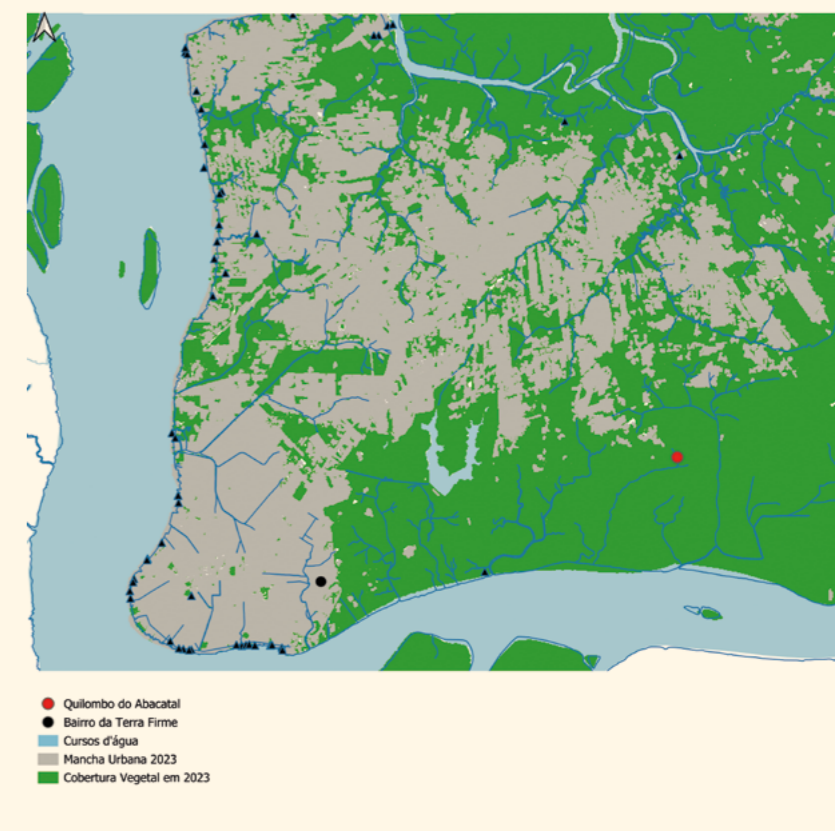 Quilombo do Abacatal
Bairro da Terra Firme
Cursos d'água
Mancha Urbana 2023
Cobertura Vegetal em 2023